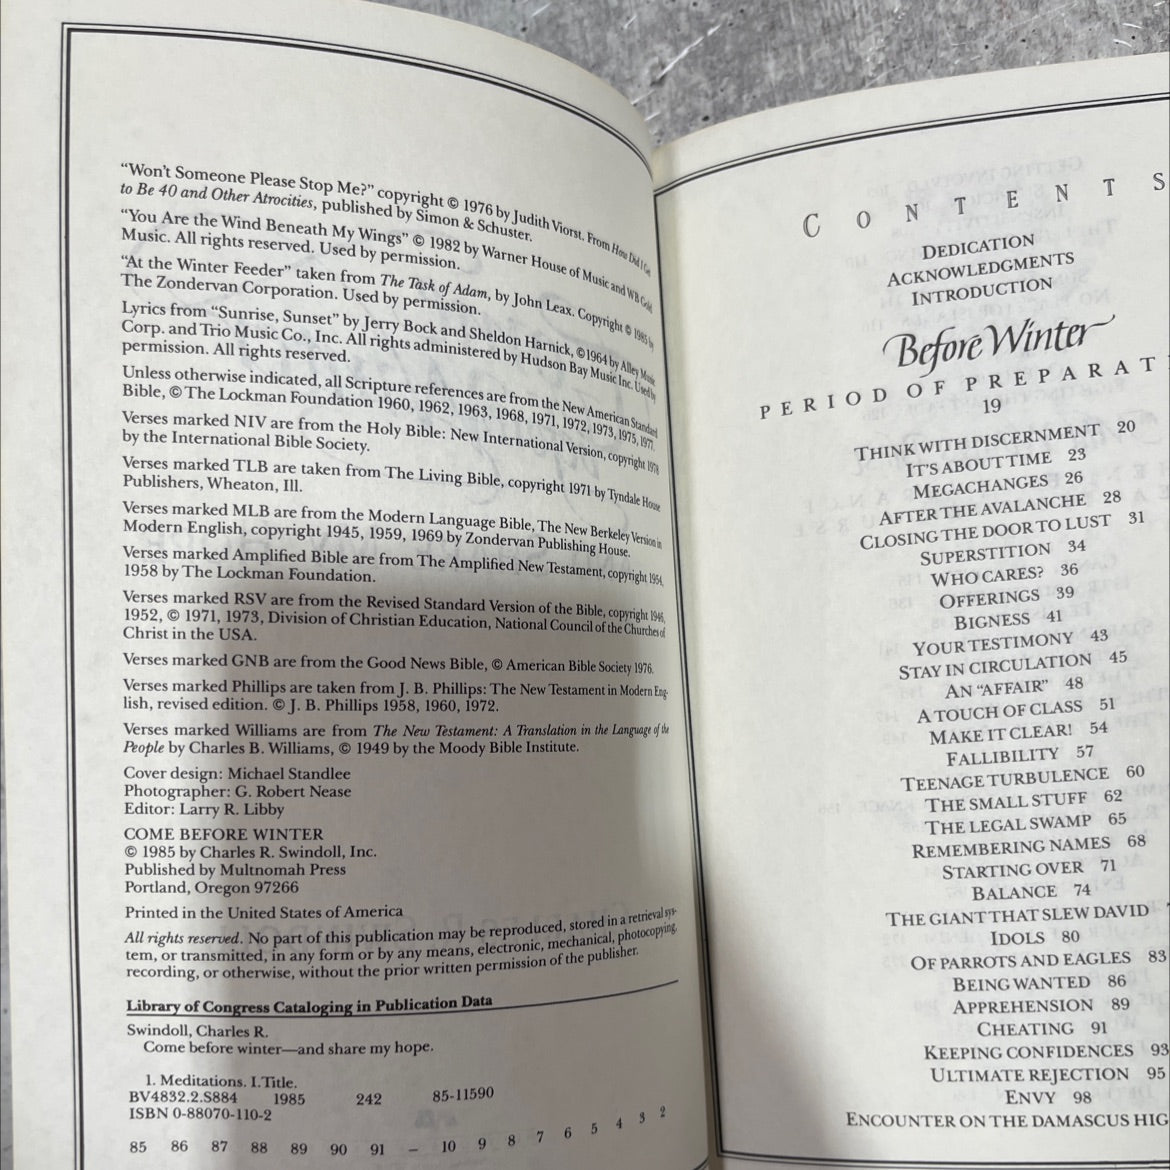 “Won’t Someone Please Stop Me?” copyright © 1976 by Judith Viorst. From How Did I Get
to Be 40 and Other Atrocities, published by Simon & Schuster.
“You Are the Wind Beneath My Wings” © 1982 by Warner House of Music and WB Gold
Music. All rights reserved. Used by permission.
“At the Winter Feeder” taken from The Task of Adam, by John Leax. Copyright © 1985 by
The Zondervan Corporation. Used by permission.
Lyrics from “Sunrise, Sunset” by Jerry Bock and Sheldon Harnick, ©1964 by Alley Music
Corp. and Trio Music Co., Inc. All rights administered by Hudson Bay Music Inc. Used by
permission. All rights reserved.
Unless otherwise indicated, all Scripture references are from the New American Standard
Bible, © The Lockman Foundation 1960, 1962, 1963, 1968, 1971, 1972, 1973, 1975, 1977.
Verses marked NIV are from the Holy Bible: New International Version, copyright 1978
by the International Bible Society.
Verses marked TLB are taken from The Living Bible, copyright 1971 by Tyndale House
Publishers, Wheaton, Ill.
Verses marked MLB are from the Modern Language Bible, The New Berkeley Version in
Modern English, copyright 1945, 1959, 1969 by Zondervan Publishing House.
Verses marked Amplified Bible are from The Amplified New Testament, copyright 1954,
1958 by The Lockman Foundation.
Verses marked RSV are from the Revised Standard Version of the Bible, copyright 1946,
1952, © 1971, 1973, Division of Christian Education, National Council of the Churches of
Christ in the USA.
Verses marked GNB are from the Good News Bible, © American Bible Society 1976.
Verses marked Phillips are taken from J. B. Phillips: The New Testament in Modern Eng-
lish, revised edition. © J. B. Phillips 1958, 1960, 1972.
Verses marked Williams are from The New Testament: A Translation in the Language of the
People by Charles B. Williams, © 1949 by the Moody Bible Institute.
Cover design: Michael Standlee
Photographer: G. Robert Nease
Editor: Larry R. Libby
COME BEFORE WINTER
© 1985 by Charles R. Swindoll, Inc.
Published by Multnomah Press
Portland, Oregon 97266
Printed in the United States of America
All rights reserved. No part of this publication may be reproduced, stored in a retrieval sys-
tem, or transmitted, in any form or by any means, electronic, mechanical, photocopying,
recording, or otherwise, without the prior written permission of the publisher.
Library of Congress Cataloging in Publication Data
Swindoll, Charles R.
Come before winter—and share my hope.
1. Meditations. I. Title.
BV4832.2.S884 1985 242 85-11590
ISBN 0-88070-110-2
85 86 87 88 89 90 91 – 10 9 8 7 6 5 4 3 2
CONTENTS
DEDICATION
ACKNOWLEDGMENTS
INTRODUCTION
Before Winter
PERIOD OF PREPARAT
19
THINK WITH DISCERNMENT 20
IT’S ABOUT TIME 23
MEGACHANGES 26
AFTER THE AVALANCHE 28
CLOSING THE DOOR TO LUST 31
SUPERSTITION 34
WHO CARES? 36
OFFERINGS 39
BIGNESS 41
YOUR TESTIMONY 43
STAY IN CIRCULATION 45
AN “AFFAIR” 48
A TOUCH OF CLASS 51
MAKE IT CLEAR! 54
FALLIBILITY 57
TEENAGE TURBULENCE 60
THE SMALL STUFF 62
THE LEGAL SWAMP 65
REMEMBERING NAMES 68
STARTING OVER 71
BALANCE 74
THE GIANT THAT SLEW DAVID
IDOLS 80
OF PARROTS AND EAGLES 83
BEING WANTED 86
APPREHENSION 89
CHEATING 91
KEEPING CONFIDENCES 93
ULTIMATE REJECTION 95
ENVY 98
ENCOUNTER ON THE DAMASCUS HIG